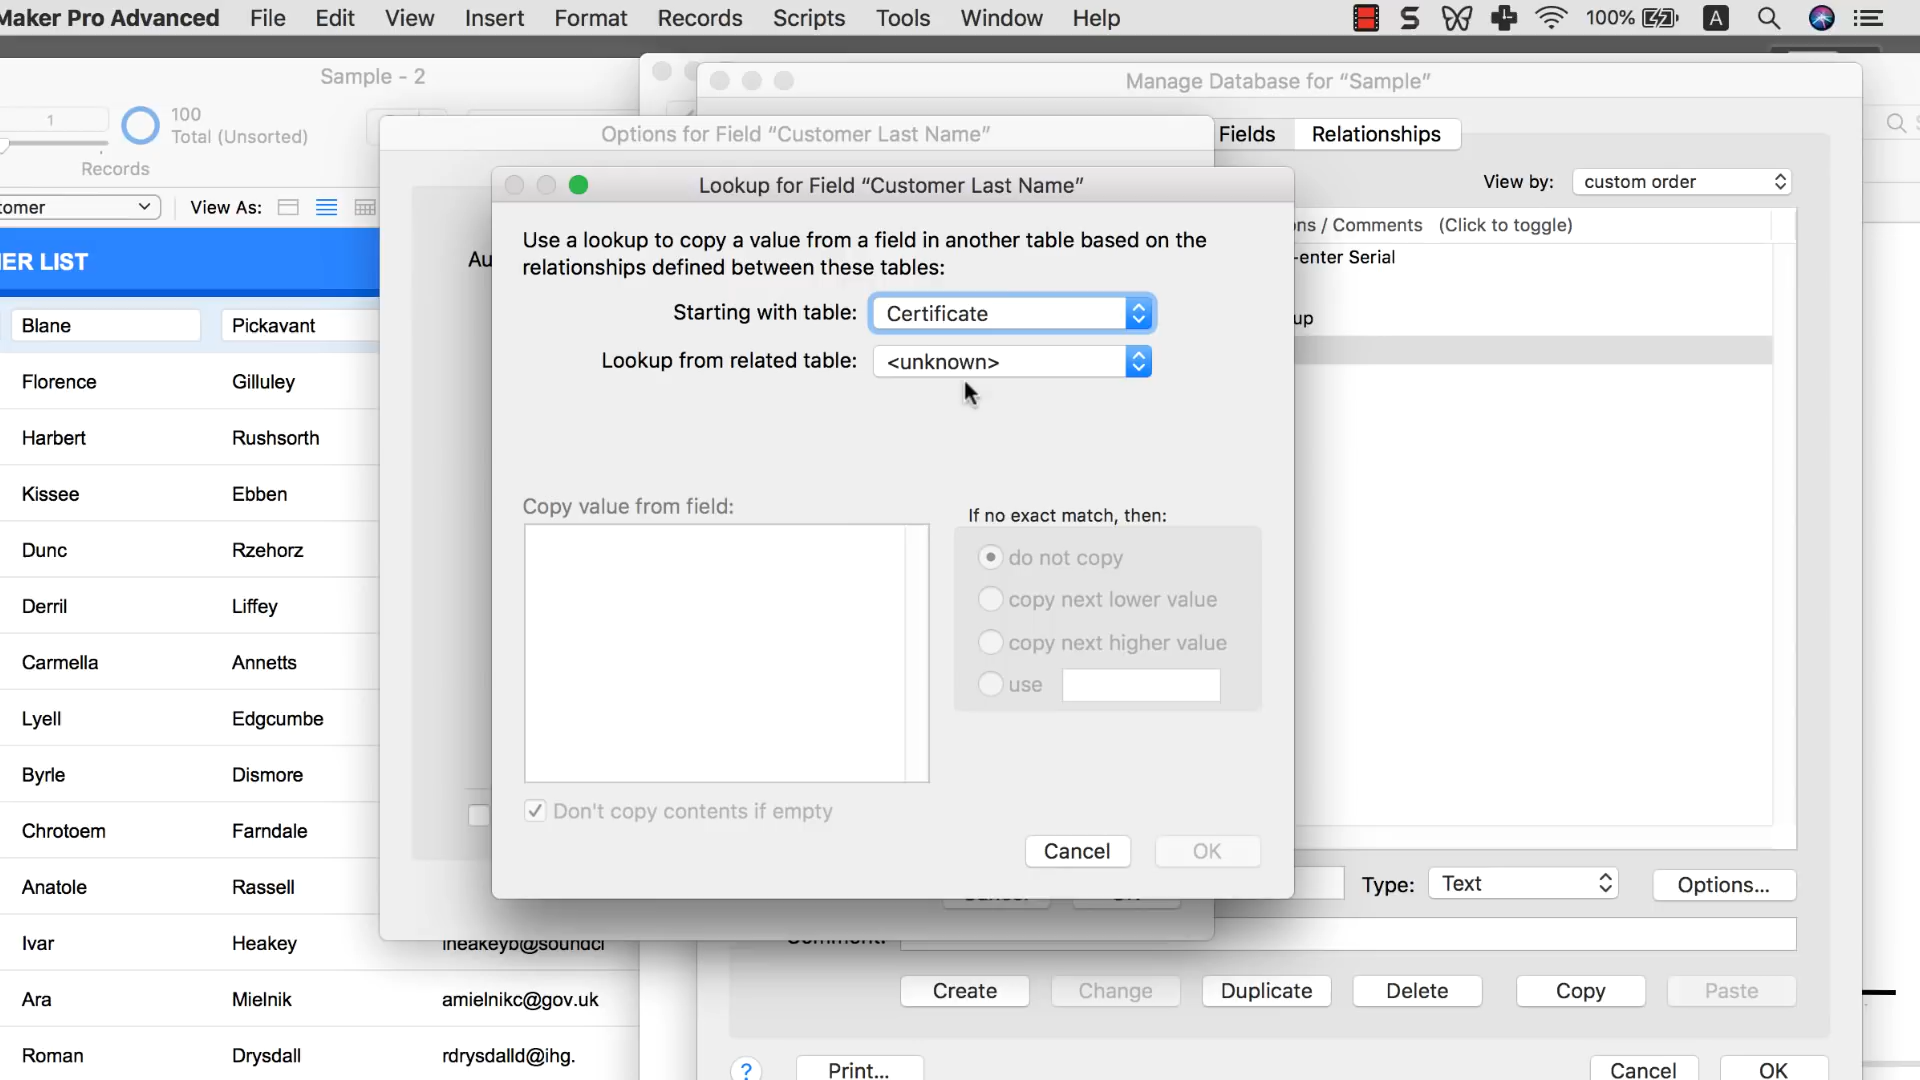 Maker Pro Advanced File Edit View Insert Format Records Scripts Tools Window Help 100% A
Sample - 2
Manage Database for “Sample”
1
100
Total (Unsorted)
Records
Options for Field “Customer Last Name”
Fields Relationships
View by: custom order
View As:
Lookup for Field “Customer Last Name”
(Click to toggle)
/ Comments
-enter Serial
ER LIST
Use a lookup to copy a value from a field in another table based on the
relationships defined between these tables:
Starting with table: Certificate
Lookup from related table: <unknown>
Copy value from field:
If no exact match, then:
do not copy
copy next lower value
copy next higher value
use
Don't copy contents if empty
Cancel OK
Blane Pickavant
Florence Gilluley
Harbert Rushsorth
Kissee Ebben
Dunc Rzehorz
Derril Liffey
Carmella Annetts
Lyell Edgcumbe
Byrle Dismore
Chrotoem Farndale
Anatole Rassell
Ivar Heakey iheakeyb@soundcl
Ara Mielnik amielnikc@gov.uk
Roman Drysdall rdrysdalld@ihg.
Type: Text Options...
Comment:
Create Change Duplicate Delete Copy Paste
? Print... Cancel OK